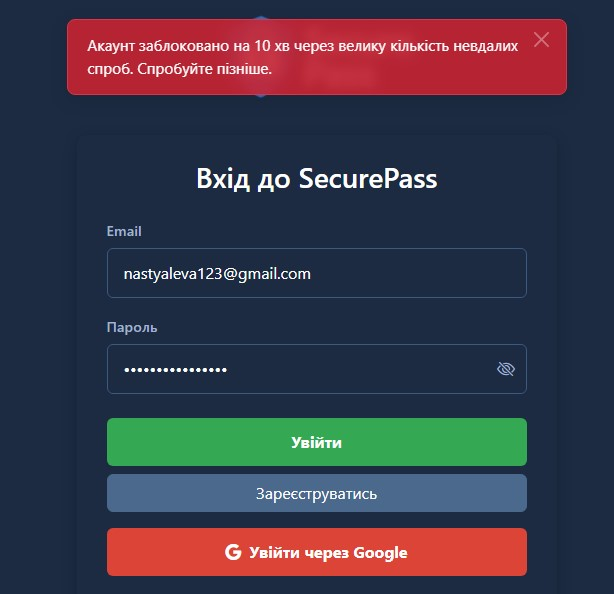 Акаунт заблоковано на 10 хв через велику кількість невдалих
спроб. Спробуйте пізніше.
Вхід до SecurePass
Email
nastyaleva123@gmail.com
Пароль
••••••••••••••••
Увійти
Зареєструватись
Увійти через Google